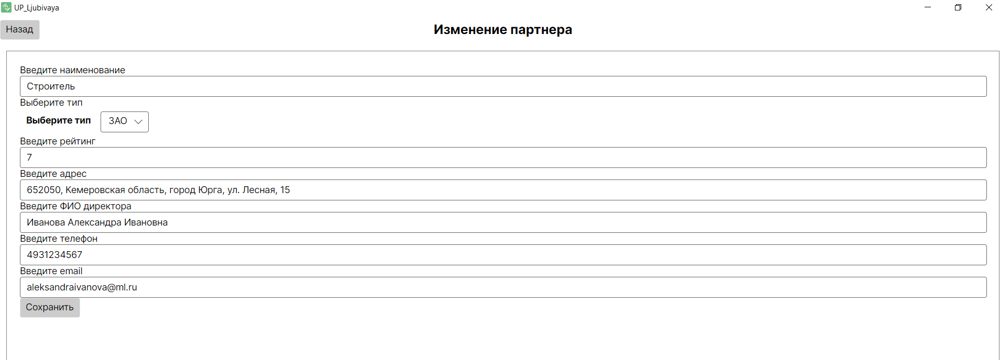 UP_Ljubivaya
Назад
Изменение партнера
Введите наименование
Строитель
Выберите тип
Выберите тип ЗАО
Введите рейтинг
7
Введите адрес
652050, Кемеровская область, город Юрга, ул. Лесная, 15
Введите ФИО директора
Иванова Александра Ивановна
Введите телефон
4931234567
Введите email
aleksandraivanova@ml.ru
Сохранить